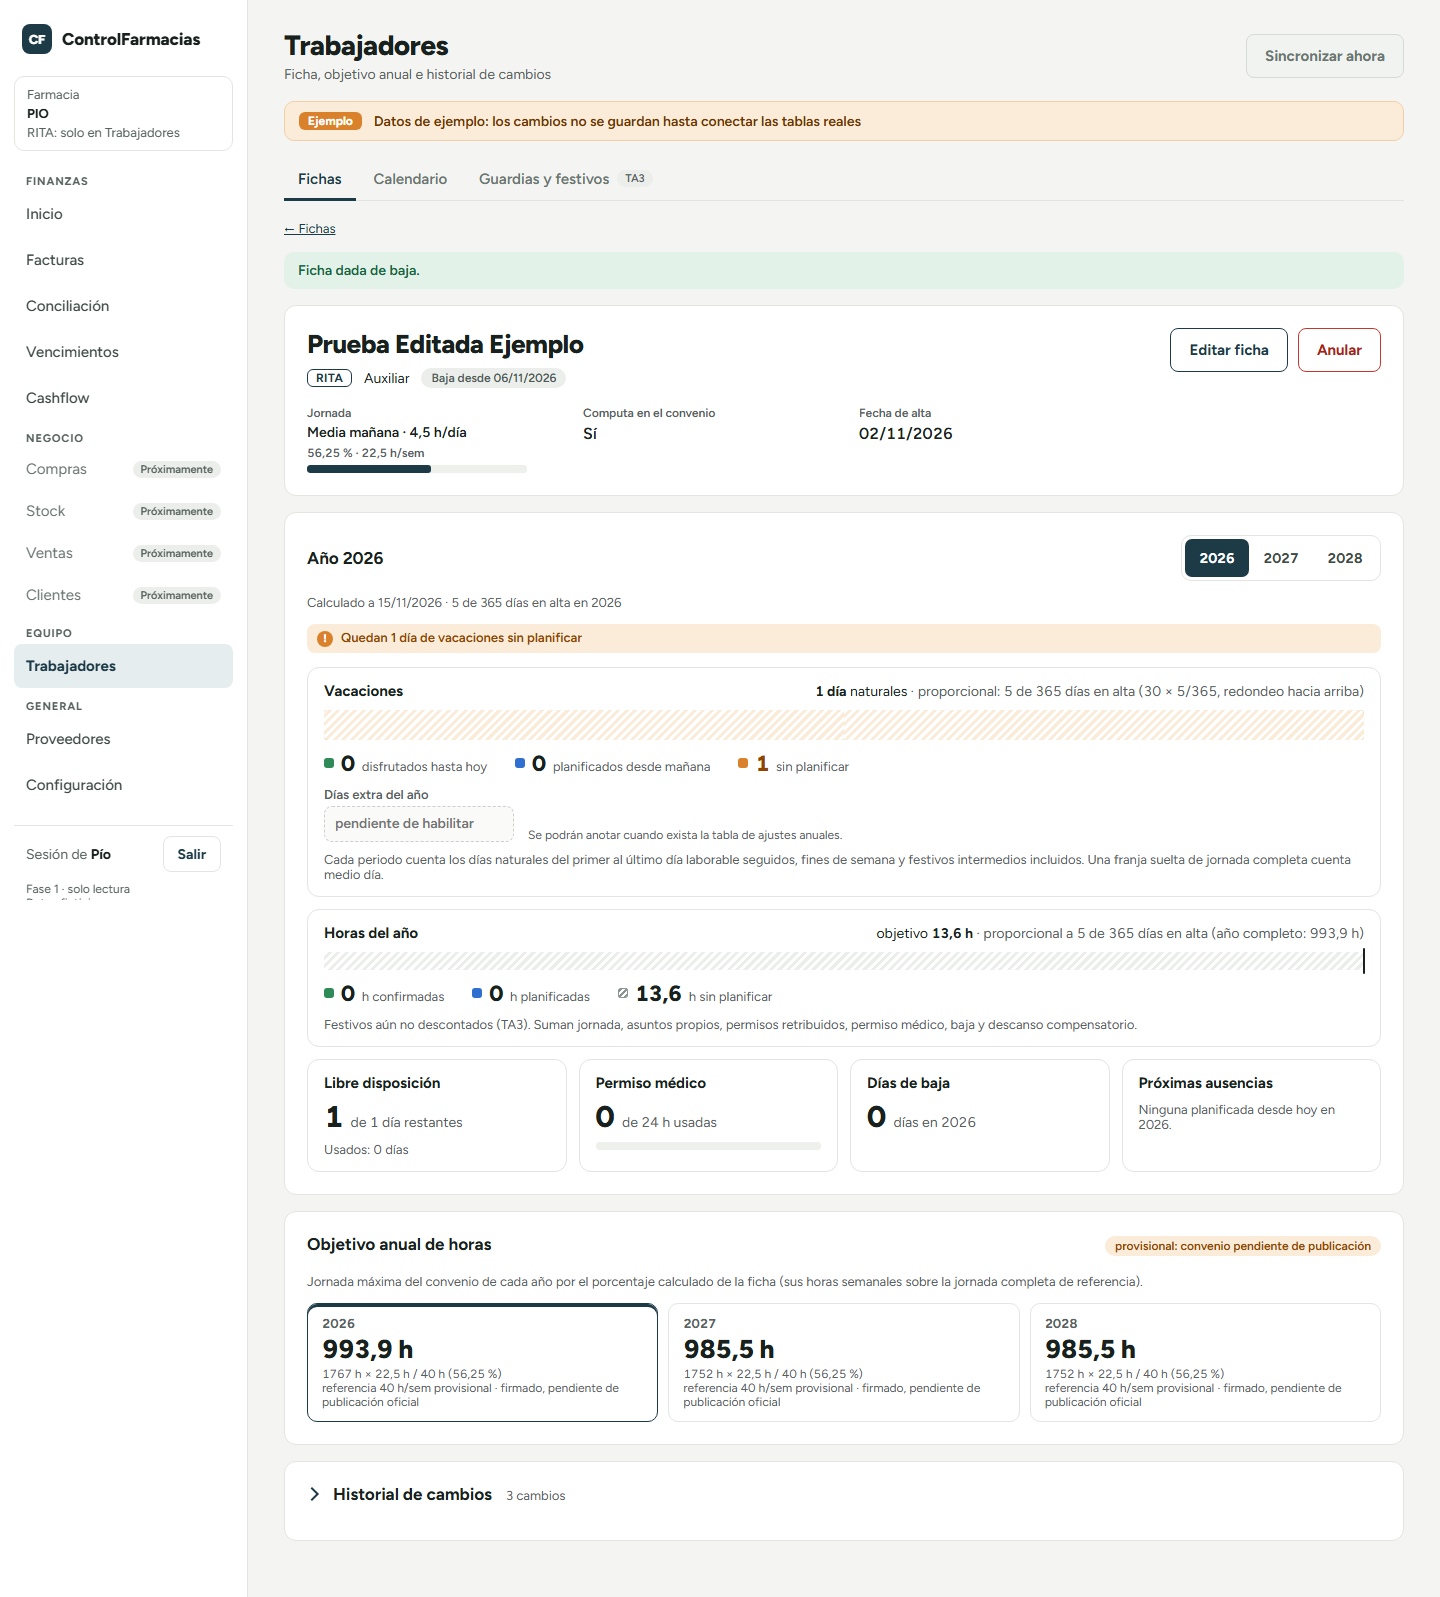 CF ControlFarmacias
Farmacia
PIO
RITA: solo en Trabajadores
FINANZAS
Inicio
Facturas
Conciliación
Vencimientos
Cashflow
NEGOCIO
Compras Próximamente
Stock Próximamente
Ventas Próximamente
Clientes Próximamente
EQUIPO
Trabajadores
GENERAL
Proveedores
Configuración
Sesión de Pío Salir
Fase 1 · solo lectura
Trabajadores
Ficha, objetivo anual e historial de cambios
Sincronizar ahora
Ejemplo Datos de ejemplo: los cambios no se guardan hasta conectar las tablas reales
Fichas Calendario Guardias y festivos TA3
← Fichas
Ficha dada de baja.
Prueba Editada Ejemplo
Editar ficha Anular
RITA Auxiliar Baja desde 06/11/2026
Jornada Computa en el convenio Fecha de alta
Media mañana · 4,5 h/día Sí 02/11/2026
56,25 % · 22,5 h/sem
Año 2026
2026 2027 2028
Calculado a 15/11/2026 · 5 de 365 días en alta en 2026
! Quedan 1 día de vacaciones sin planificar
Vacaciones 1 día naturales · proporcional: 5 de 365 días en alta (30 × 5/365, redondeo hacia arriba)
0 disfrutados hasta hoy 0 planificados desde mañana 1 sin planificar
Días extra del año
pendiente de habilitar Se podrán anotar cuando exista la tabla de ajustes anuales.
Cada periodo cuenta los días naturales del primer al último día laborable seguidos, fines de semana y festivos intermedios incluidos. Una franja suelta de jornada completa cuenta
medio día.
Horas del año objetivo 13,6 h · proporcional a 5 de 365 días en alta (año completo: 993,9 h)
0 h confirmadas 0 h planificadas 13,6 h sin planificar
Festivos aún no descontados (TA3). Suman jornada, asuntos propios, permisos retribuidos, permiso médico, baja y descanso compensatorio.
Libre disposición
1 de 1 día restantes
Usados: 0 días
Permiso médico
0 de 24 h usadas
Días de baja
0 días en 2026
Próximas ausencias
Ninguna planificada desde hoy en
2026.
Objetivo anual de horas
provisional: convenio pendiente de publicación
Jornada máxima del convenio de cada año por el porcentaje calculado de la ficha (sus horas semanales sobre la jornada completa de referencia).
2026
993,9 h
1767 h × 22,5 h / 40 h (56,25 %)
referencia 40 h/sem provisional · firmado, pendiente de
publicación oficial
2027
985,5 h
1752 h × 22,5 h / 40 h (56,25 %)
referencia 40 h/sem provisional · firmado, pendiente de
publicación oficial
2028
985,5 h
1752 h × 22,5 h / 40 h (56,25 %)
referencia 40 h/sem provisional · firmado, pendiente de
publicación oficial
Historial de cambios 3 cambios